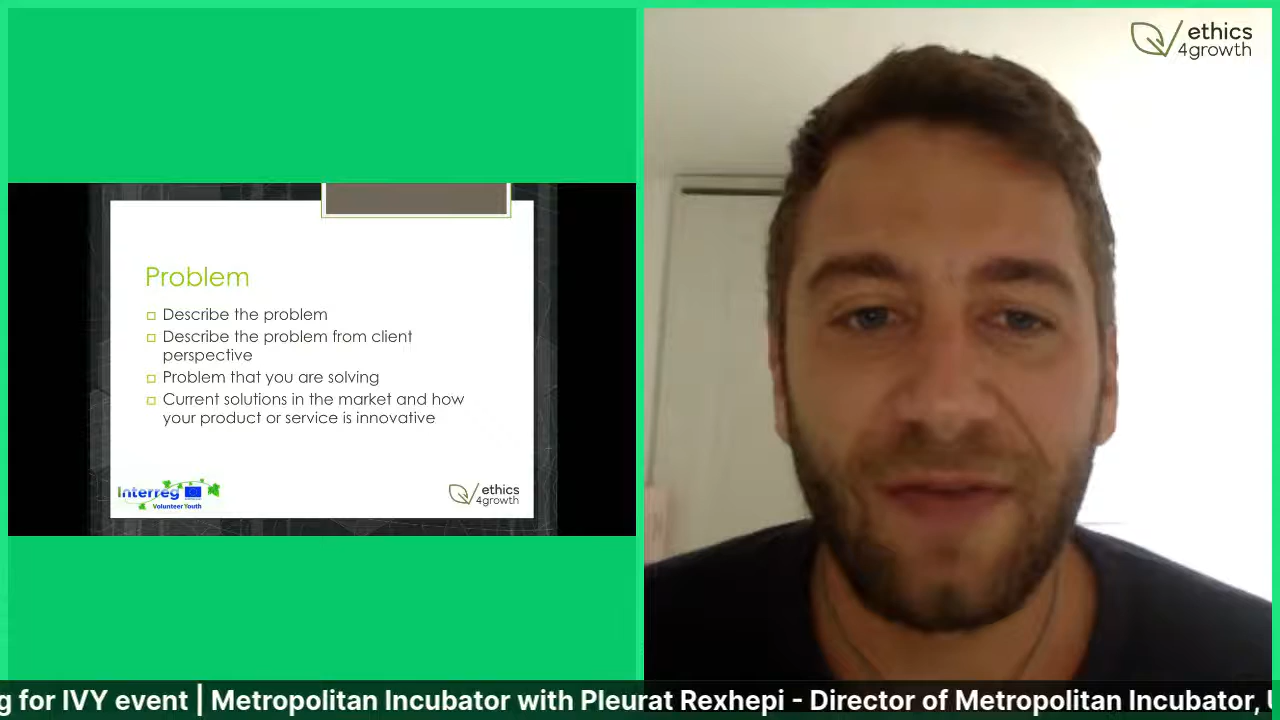 ethics
4growth
Problem
Describe the problem
Describe the problem from client
perspective
Problem that you are solving
Current solutions in the market and how
your product or service is innovative
Interreg
Volunteer Youth
ethics
4growth
g for IVY event | Metropolitan Incubator with Pleurat Rexhepi - Director of Metropolitan Incubator,